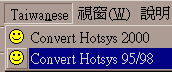 Taiwanese 視窗(W) 說明
Convert Hotsys 2000
Convert Hotsys 95/98